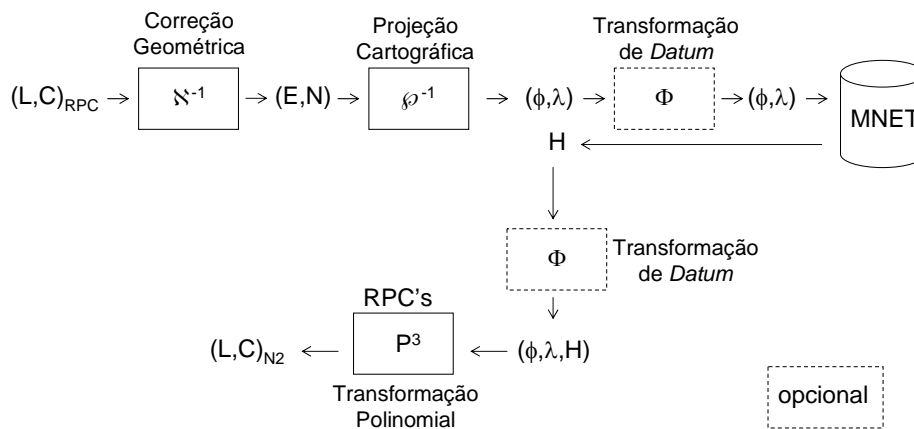 Correção
Geométrica
Projeção
Cartográfica
Transformação
de Datum
(L,C)RPC
ℵ-1
(E,N)
℘-1
(ϕ,λ)
Φ
(ϕ,λ)
MNET
H
Φ
Transformação
de Datum
RPC's
(L,C)N2
P3
(ϕ,λ,H)
Transformação
Polinomial
opcional